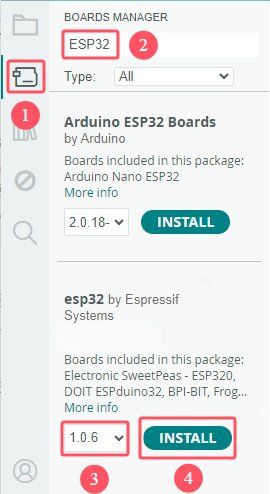 BOARDS MANAGER
ESP32
2
Type: All
1
Arduino ESP32 Boards
by Arduino
Boards included in this package:
Arduino Nano ESP32
More info
2.0.18- INSTALL
esp32 by Espressif
Systems
Boards included in this package:
Electronic SweetPeas - ESP320,
DOIT ESPduino32, BPI-BIT, Frog...
More info
1.0.6 INSTALL
3 4